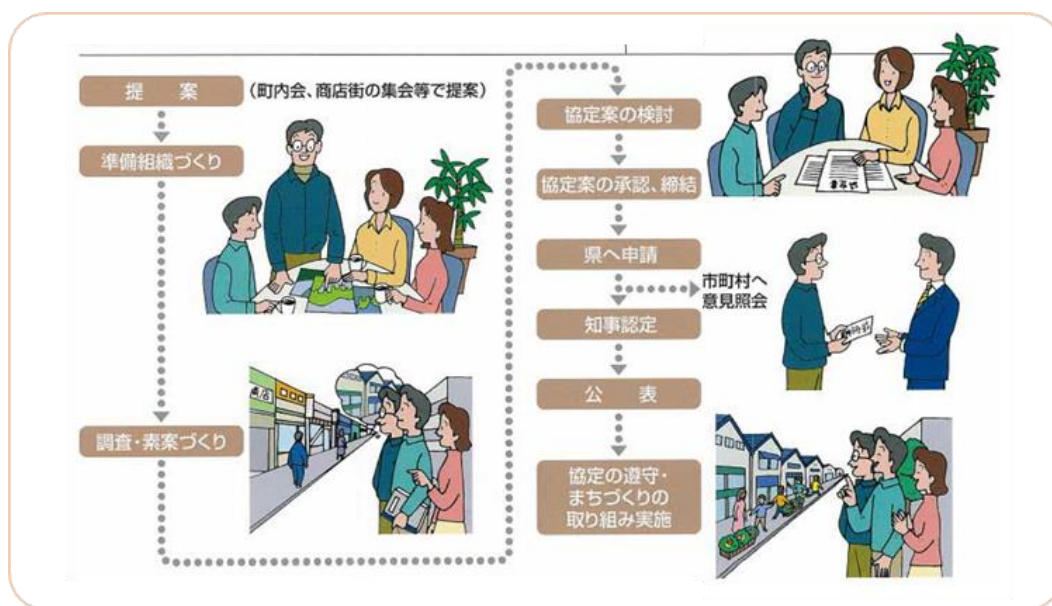 提　案
（町内会、商店街の集会等で提案）
準備組織づくり
調査・素案づくり
協定案の検討
協定案の承認、締結
県へ申請
市町村へ
意見照会
知事認定
公　表
協定の遵守・
まちづくりの
取り組み実施